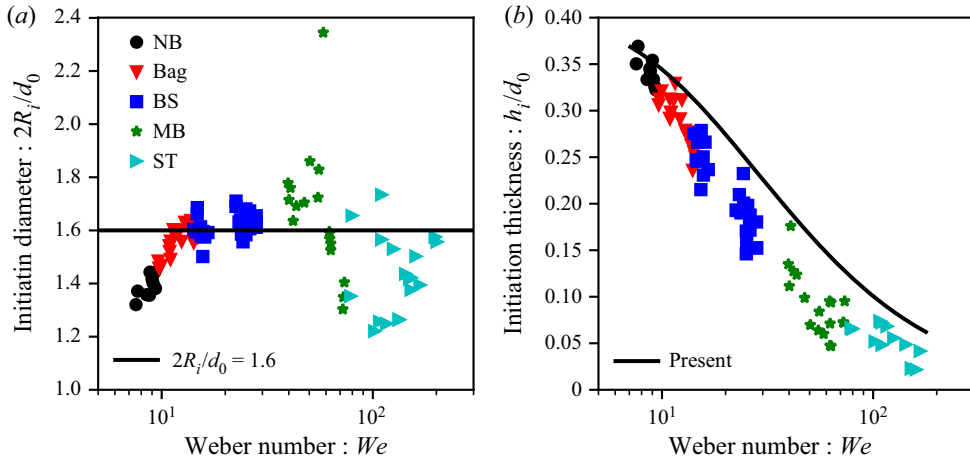 (a)
2.4
2.2
2.0
1.8
1.6
1.4
1.2
1.0
Initiatin diameter : 2R_i/d_0
NB
Bag
BS
MB
ST
2R_i/d_0 = 1.6
10^1
10^2
Weber number : We
(b)
0.40
0.35
0.30
0.25
0.20
0.15
0.10
0.05
0
Initiation thickness : h_i/d_0
Present
10^1
10^2
Weber number : We